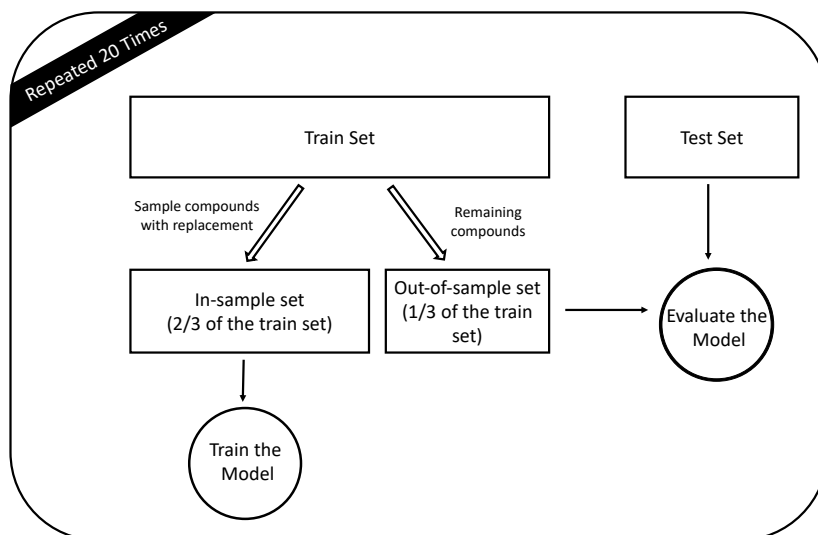 Repeated 20 Times
Train Set
Test Set
Sample compounds
with replacement
Remaining
compounds
In-sample set
(2/3 of the train set)
Out-of-sample set
(1/3 of the train
set)
Evaluate the
Model
Train the
Model